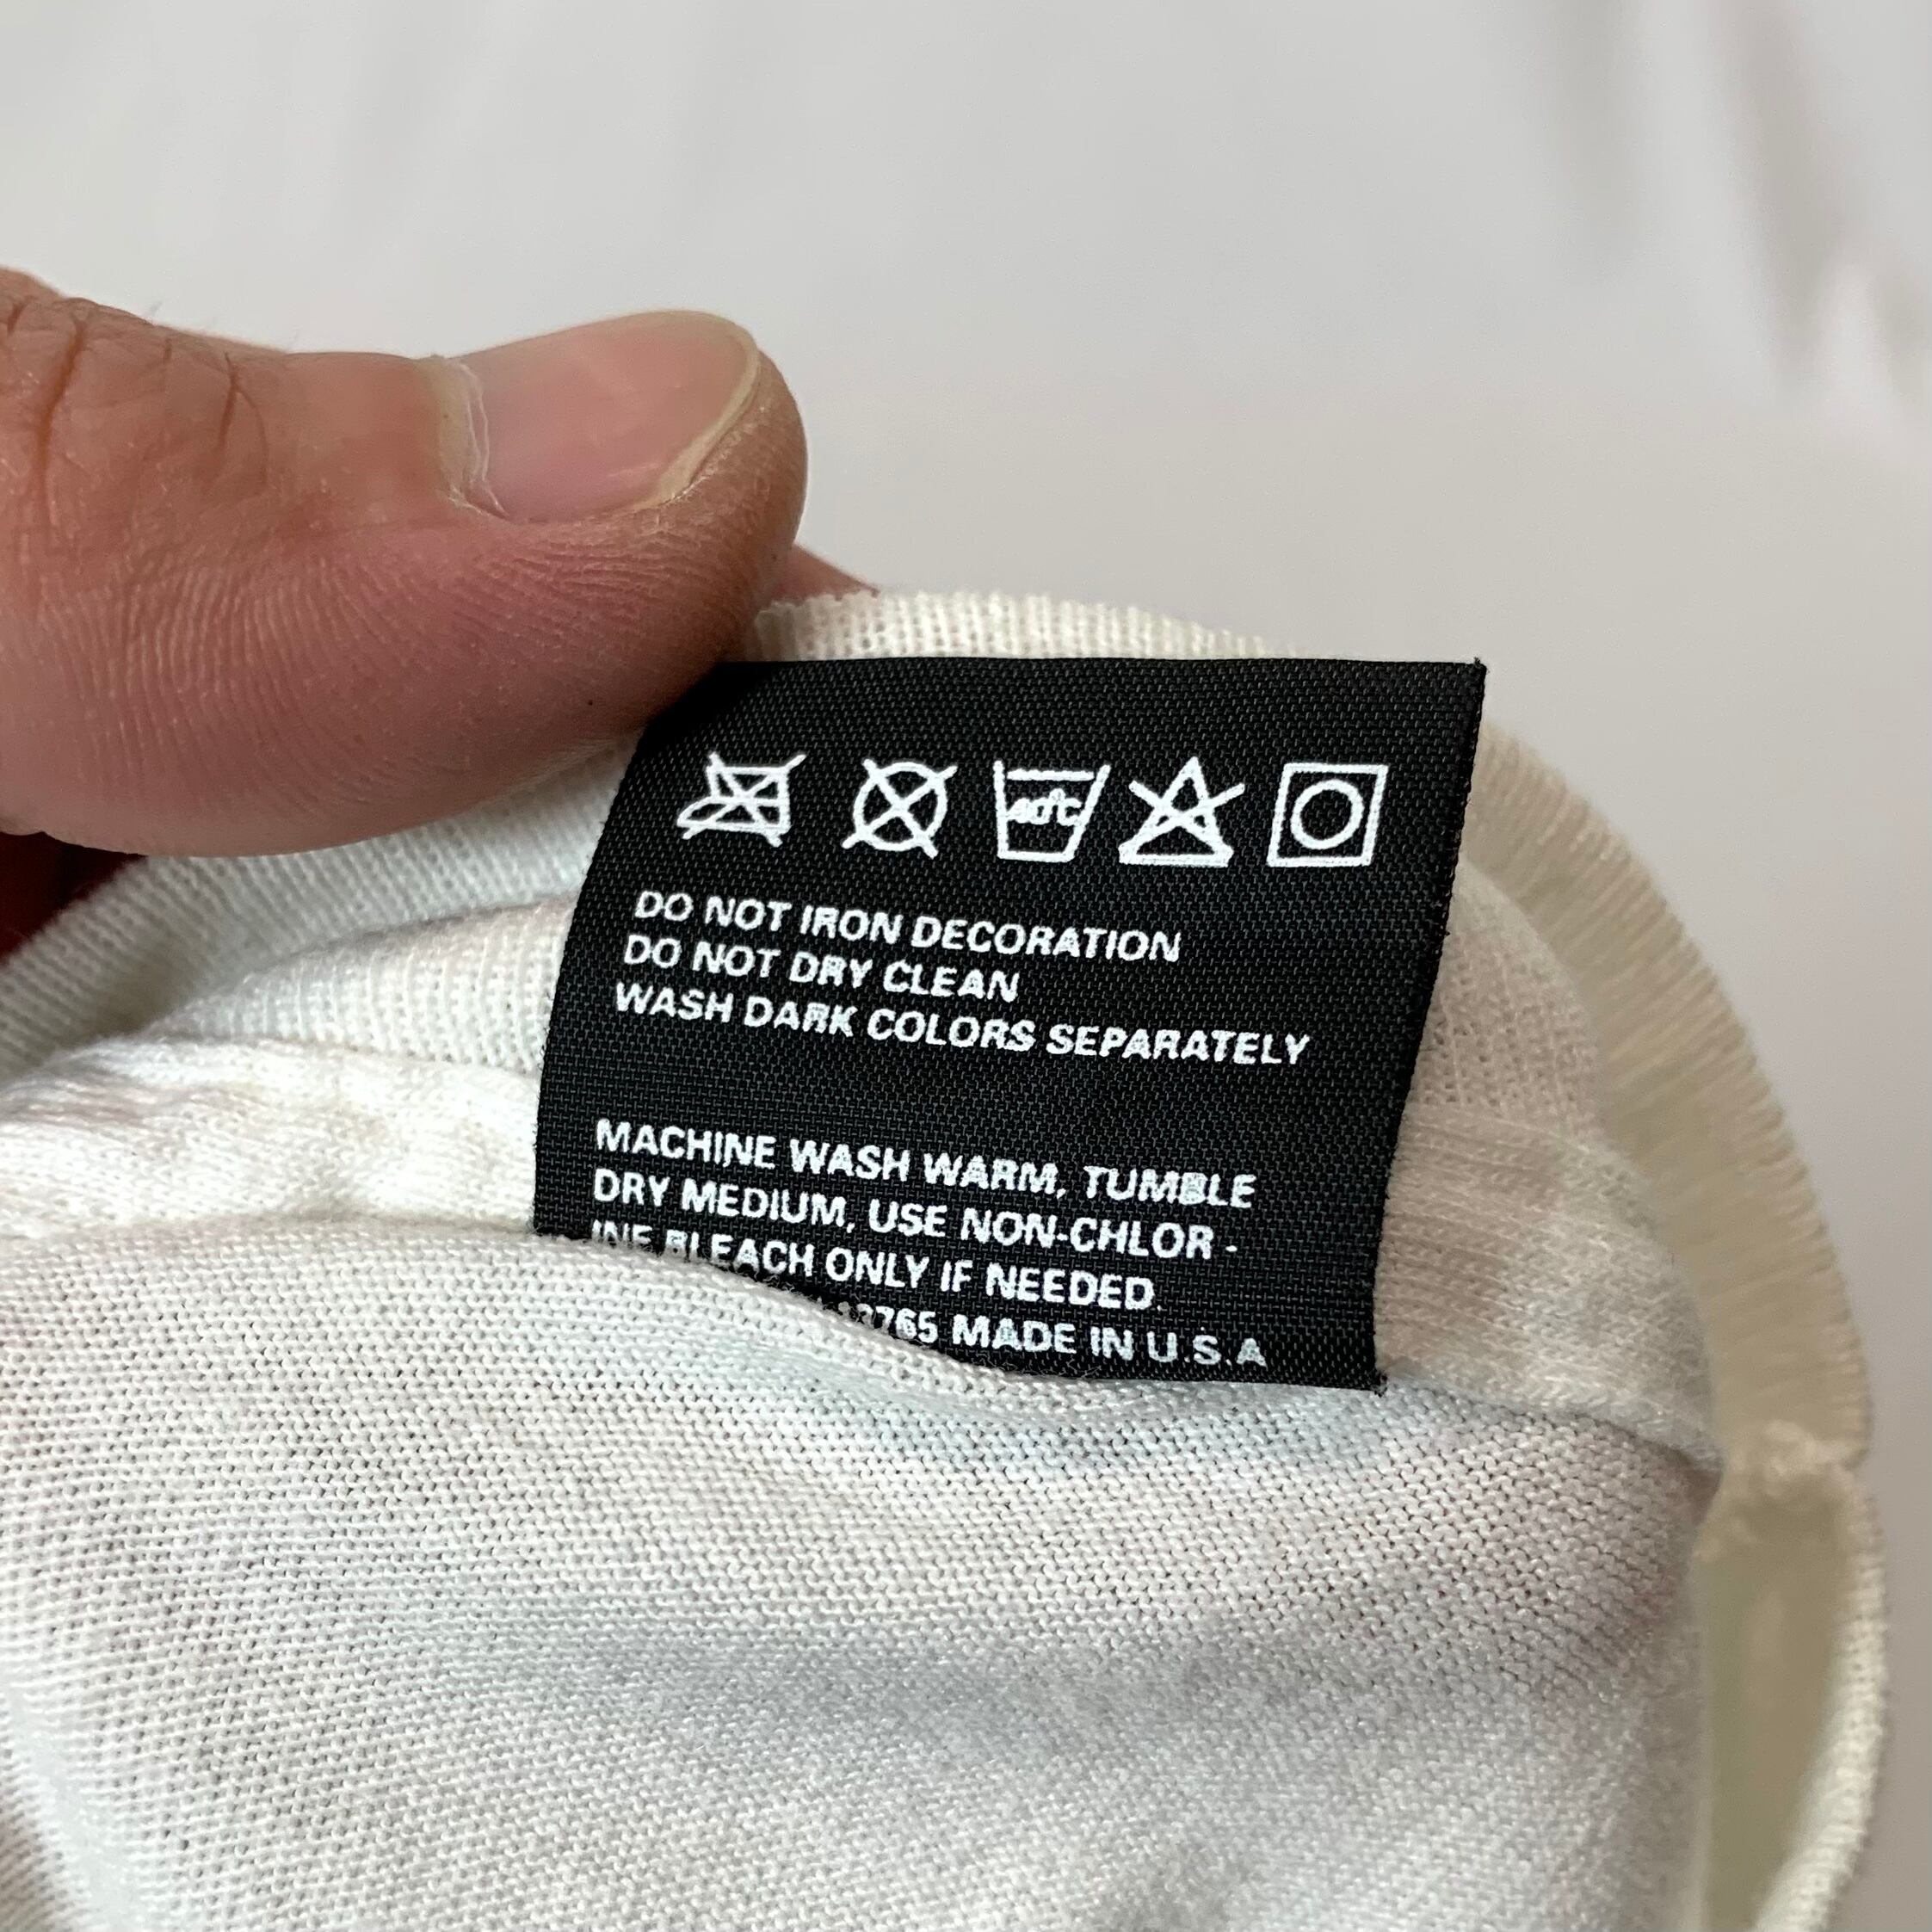 40°C
DO NOT IRON DECORATION
DO NOT DRY CLEAN
WASH DARK COLORS SEPARATELY
MACHINE WASH WARM, TUMBLE
DRY MEDIUM, USE NON-CHLOR -
INE BLEACH ONLY IF NEEDED.
MADE IN U.S.A